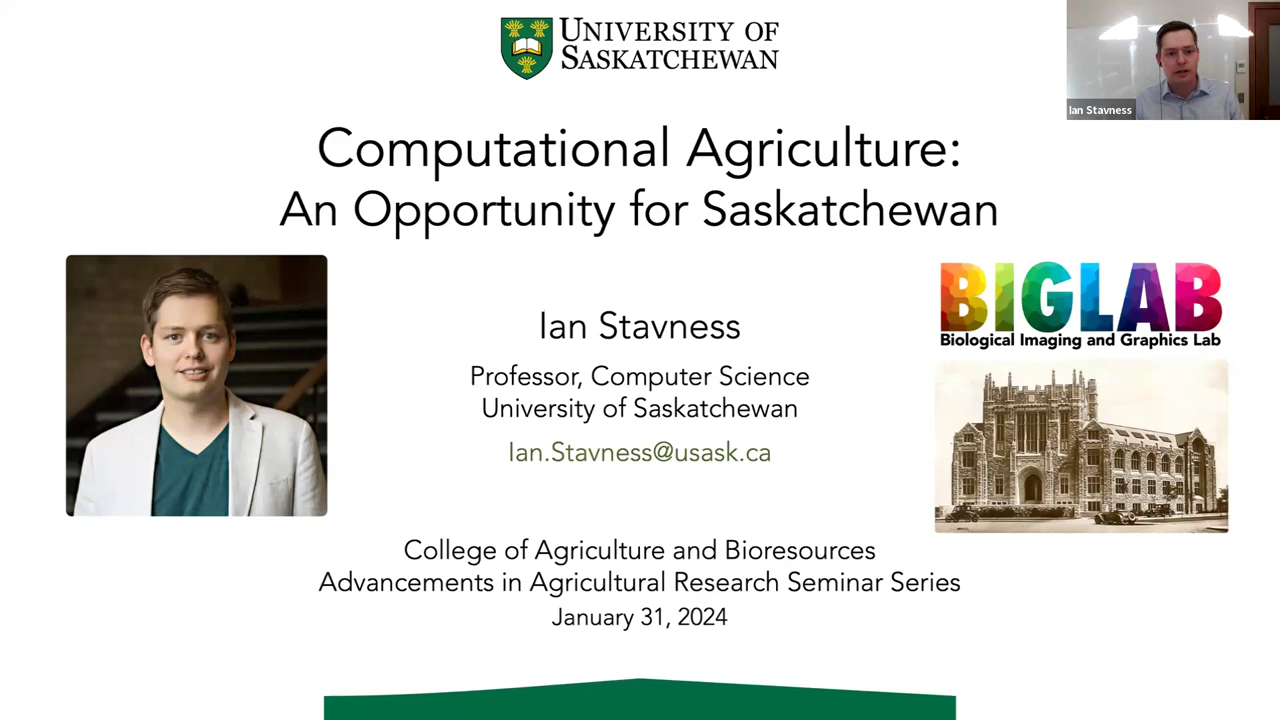 UNIVERSITY OF
SASKATCHEWAN
Ian Stavness
Computational Agriculture:
An Opportunity for Saskatchewan
BIGLAB
Biological Imaging and Graphics Lab
Ian Stavness
Professor, Computer Science
University of Saskatchewan
Ian.Stavness@usask.ca
College of Agriculture and Bioresources
Advancements in Agricultural Research Seminar Series
January 31, 2024